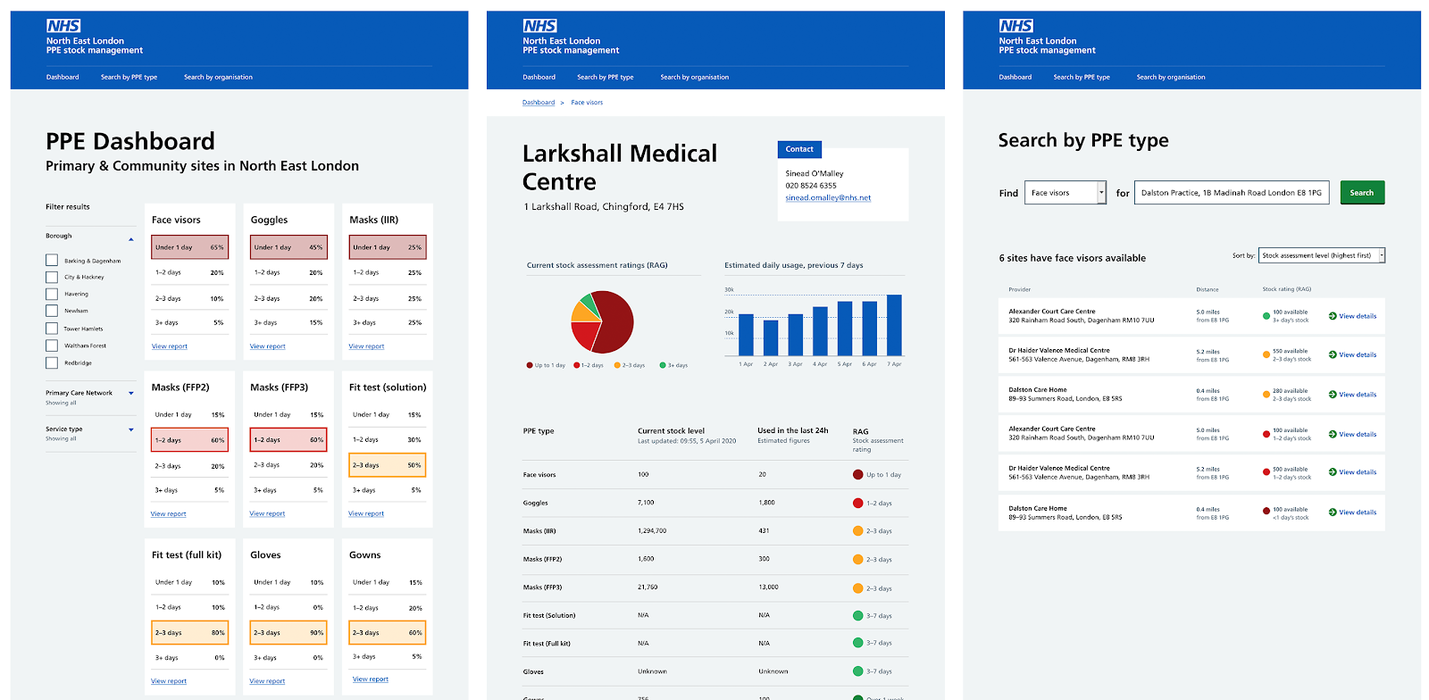 NHS
North East London
PPE stock management
Dashboard Search by PPE type Search by organisation
PPE Dashboard
Primary & Community sites in North East London
Filter results
Borough
Barking & Dagenham
City & Hackney
Havering
Newham
Tower Hamlets
Waltham Forest
Redbridge
Primary Care Network
Showing all
Service type
Showing all
Face visors
Under 1 day 65%
1–2 days 20%
2–3 days 10%
3+ days 5%
View report
Goggles
Under 1 day 45%
1–2 days 20%
2–3 days 20%
3+ days 15%
View report
Masks (IIR)
Under 1 day 25%
1–2 days 25%
2–3 days 25%
3+ days 25%
View report
Masks (FFP2)
Under 1 day 15%
1–2 days 60%
2–3 days 20%
3+ days 5%
View report
Masks (FFP3)
Under 1 day 15%
1–2 days 60%
2–3 days 20%
3+ days 5%
View report
Fit test (solution)
Under 1 day 15%
1–2 days 30%
2–3 days 50%
3+ days 5%
View report
Fit test (full kit)
Under 1 day 10%
1–2 days 10%
2–3 days 80%
3+ days 0%
View report
Gloves
Under 1 day 10%
1–2 days 0%
2–3 days 90%
3+ days 0%
View report
Gowns
Under 1 day 15%
1–2 days 20%
2–3 days 60%
3+ days 5%
View report
NHS
North East London
PPE stock management
Dashboard Search by PPE type Search by organisation
Dashboard > Face visors
Larkshall Medical
Centre
1 Larkshall Road, Chingford, E4 7HS
Contact
Sinead O'Malley
020 8524 6355
sinead.omalley@nhs.net
Current stock assessment ratings (RAG)
Up to 1 day 1–2 days 2–3 days 3+ days
Estimated daily usage, previous 7 days
30k
20k
10k
1 Apr 2 Apr 3 Apr 4 Apr 5 Apr 6 Apr 7 Apr
PPE type Current stock level Used in the last 24h RAG
Last updated: 09:55, 5 April 2020 Estimated figures Stock assessment
rating
Face visors 100 20 Up to 1 day
Goggles 7,100 1,800 1–2 days
Masks (IIR) 1,294,700 431 2–3 days
Masks (FFP2) 1,600 300 2–3 days
Masks (FFP3) 21,760 13,000 2–3 days
Fit test (Solution) N/A N/A 3–7 days
Fit test (Full kit) N/A N/A 3–7 days
Gloves Unknown Unknown 3–7 days
Gowns 756 100 Over 1 week
NHS
North East London
PPE stock management
Dashboard Search by PPE type Search by organisation
Search by PPE type
Find Face visors for Dalston Practice, 1B Madinah Road London E8 1PG Search
6 sites have face visors available
Sort by: Stock assessment level (highest first)
Provider Distance Stock rating (RAG)
Alexander Court Care Centre 5.0 miles 100 available
320 Rainham Road South, Dagenham RM10 7UU from E8 1PG 3+ day's stock View details
Dr Haider Valence Medical Centre 5.2 miles 550 available
561-563 Valence Avenue, Dagenham, RM8 3RH from E8 1PG 2–3 day's stock View details
Dalston Care Home 0.4 miles 280 available
89–93 Summers Road, London, E8 5RS from E8 1PG 2–3 day's stock View details
Alexander Court Care Centre 5.0 miles 100 available
320 Rainham Road South, Dagenham RM10 7UU from E8 1PG 1–2 day's stock View details
Dr Haider Valence Medical Centre 5.2 miles 500 available
561-563 Valence Avenue, Dagenham, RM8 3RH from E8 1PG 1–2 day's stock View details
Dalston Care Home 0.4 miles 100 available
89–93 Summers Road, London, E8 5RS from E8 1PG <1 day's stock View details